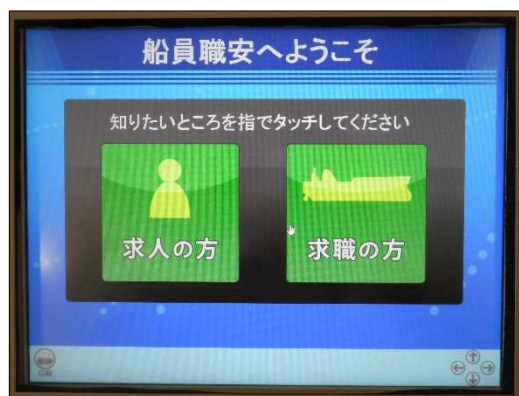 船員職安へようこそ
知りたいところを指でタッチしてください
求人の方
求職の方